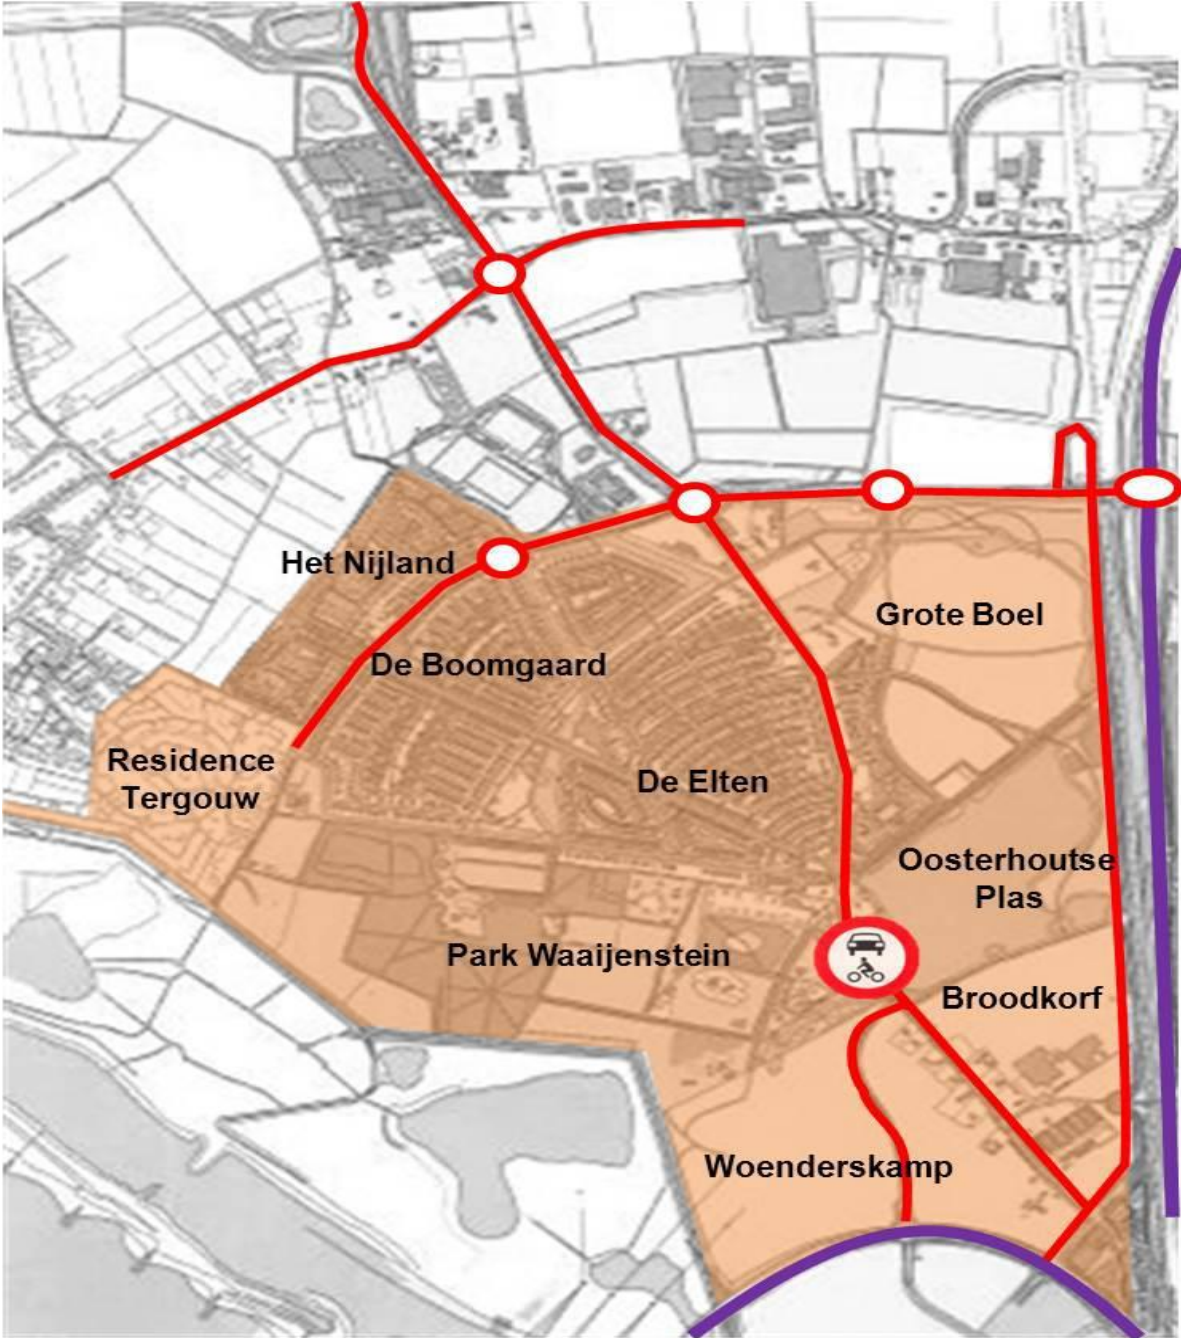 Het Nijland
Grote Boel
De Boomgaard
Residence
Tergouw
De Elten
Oosterhoutse
Plas
Park Waaijenstein
Broodkorf
Woenderskamp